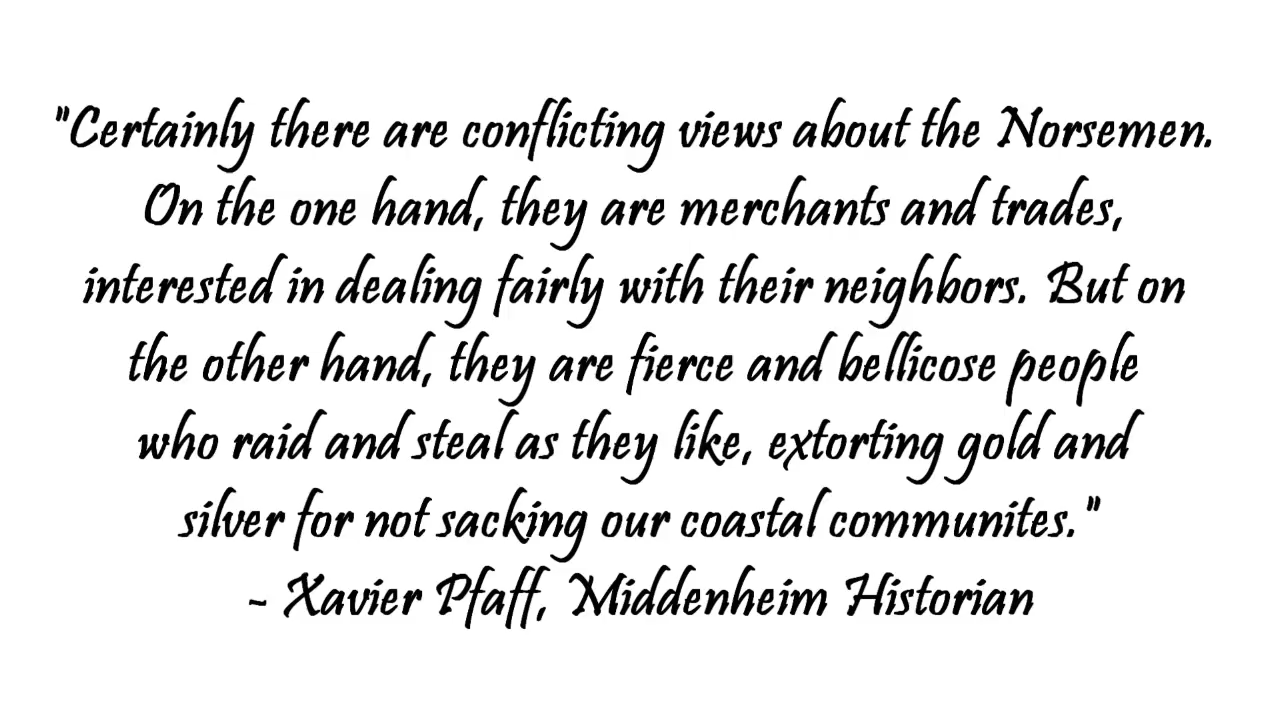 "Certainly there are conflicting views about the Norsemen.
On the one hand, they are merchants and trades,
interested in dealing fairly with their neighbors. But on
the other hand, they are fierce and bellicose people
who raid and steal as they like, extorting gold and
silver for not sacking our coastal communites."
- Xavier Pfaff, Middenheim Historian